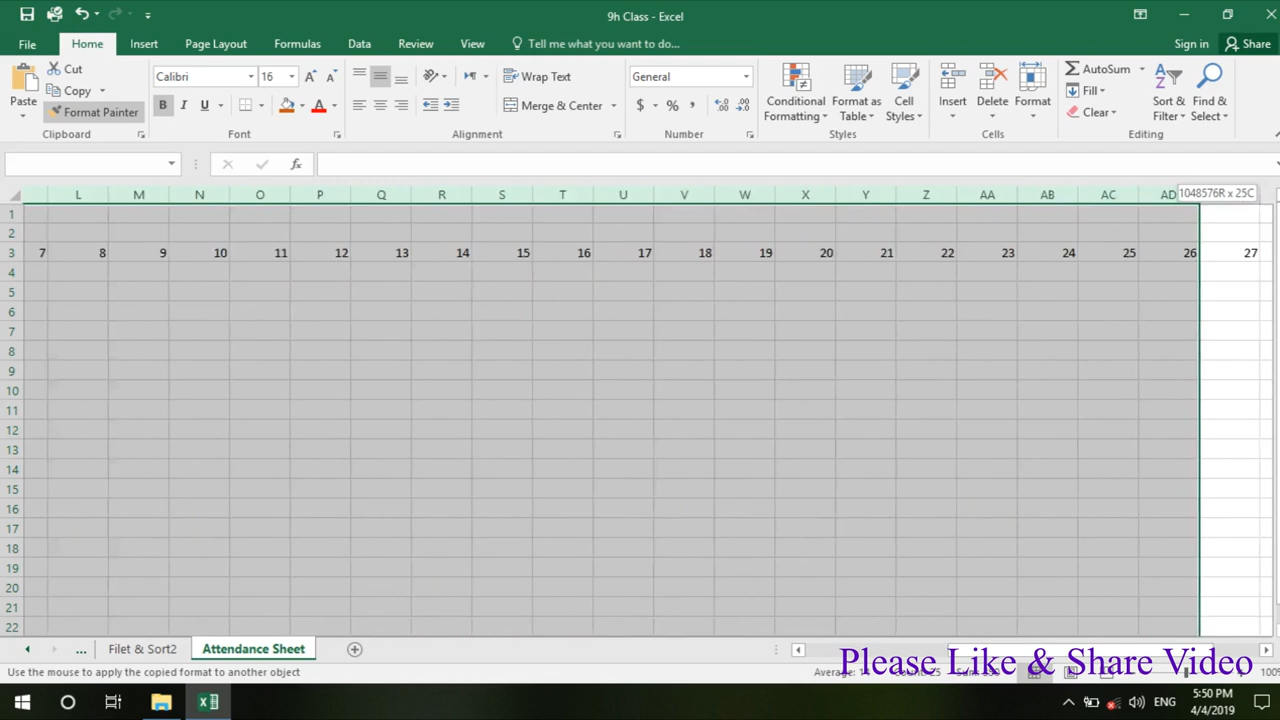 9h Class - Excel
File Home Insert Page Layout Formulas Data Review View Tell me what you want to do... Sign in Share
Cut
Copy
Format Painter
Paste
Clipboard
Calibri 16
B I U
Font
Wrap Text
Merge & Center
Alignment
General
$ % ,
Number
Conditional Formatting
Format as Table
Cell Styles
Styles
Insert Delete Format
Cells
AutoSum
Fill
Clear
Sort & Filter
Find & Select
Editing
fx
L M N O P Q R S T U V W X Y Z AA AB AC AD 1048576R x 25C
1
2
3 7 8 9 10 11 12 13 14 15 16 17 18 19 20 21 22 23 24 25 26 27
4
5
6
7
8
9
10
11
12
13
14
15
16
17
18
19
20
21
22
... Filet & Sort2 Attendance Sheet
Use the mouse to apply the copied format to another object Average: 100%
Please Like & Share Video
ENG
5:50 PM
4/4/2019